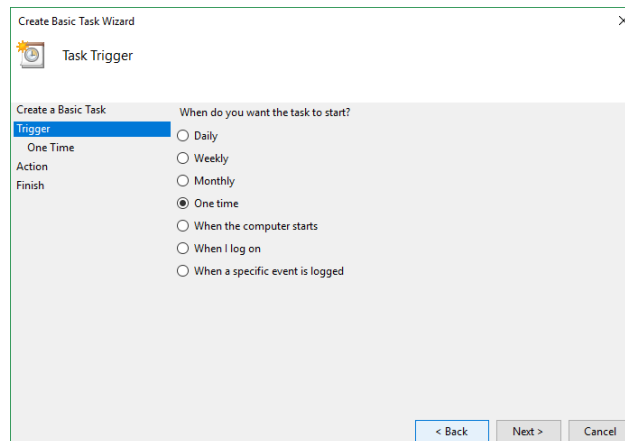 Create Basic Task Wizard
Task Trigger
Create a Basic Task
Trigger
One Time
Action
Finish
When do you want the task to start?
Daily
Weekly
Monthly
One time
When the computer starts
When I log on
When a specific event is logged
< Back
Next >
Cancel